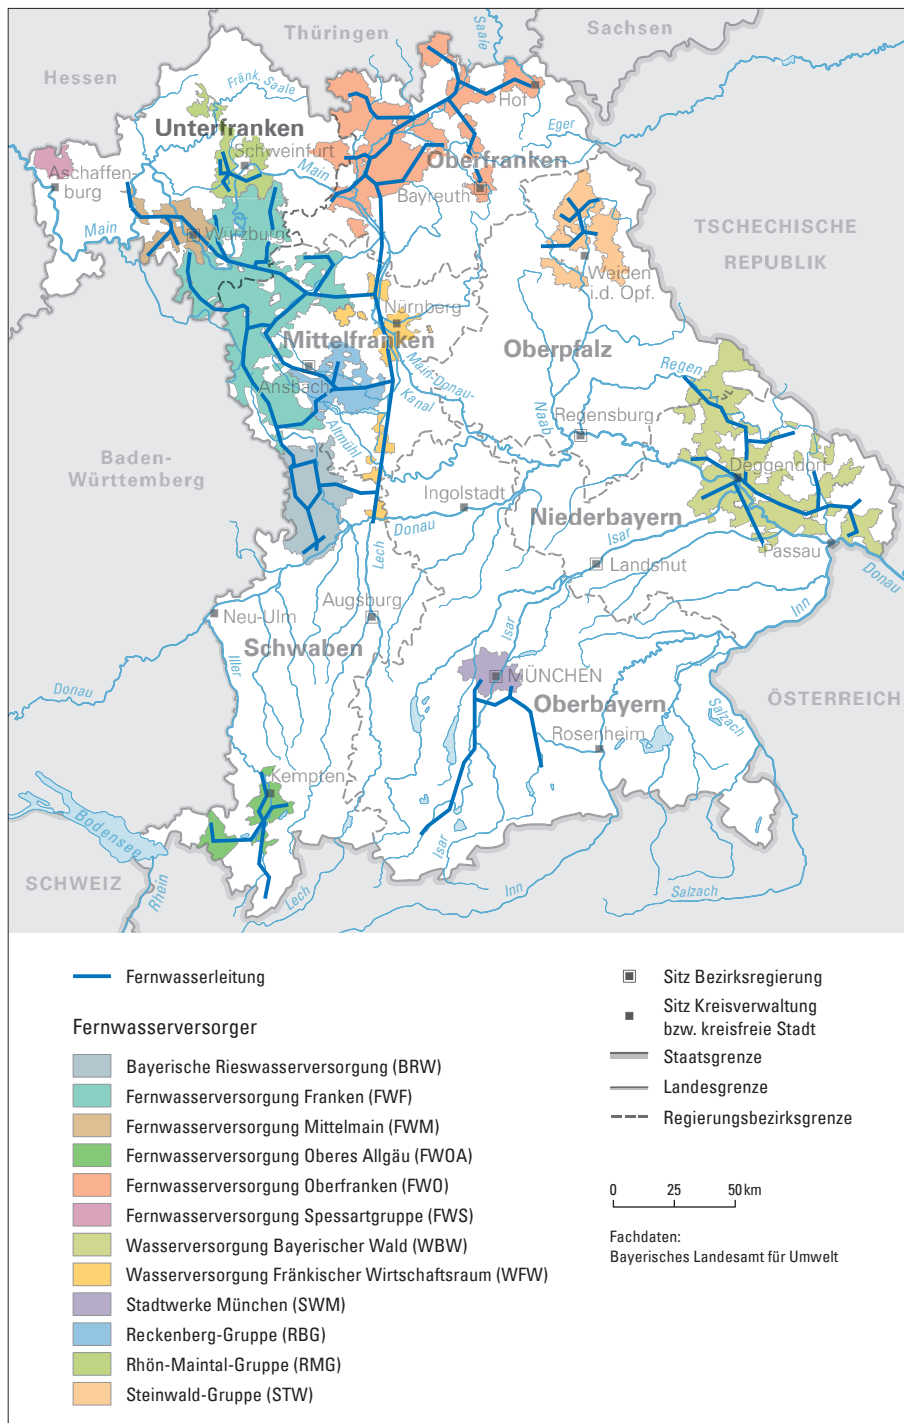 Thüringen
Sachsen
Hessen
Saale
Fränk. Saale
Hof
Unterfranken
Schweinfurt
Eger
Oberfranken
Aschaffen-
burg
Main
Bayreuth
Main
Würzburg
TSCHECHISCHE
REPUBLIK
Weiden
i.d. Opf.
Nürnberg
Mittelfranken
Oberpfalz
Regen
Ansbach
Main-Donau-
Kanal
Naab
Regensburg
Altmühl
Baden-
Württemberg
Deggendorf
Ingolstadt
Niederbayern
Donau
Isar
Passau
Lech
Landshut
Donau
Augsburg
Inn
Neu-Ulm
Isar
Schwaben
Iller
MÜNCHEN
Donau
Oberbayern
ÖSTERREICH
Salzach
Rosenheim
Kempten
Bodensee
Isar
SCHWEIZ
Rhein
Lech
Inn
Salzach
Fernwasserleitung
Fernwasserversorger
Bayerische Rieswasserversorgung (BRW)
Fernwasserversorgung Franken (FWF)
Fernwasserversorgung Mittelmain (FWM)
Fernwasserversorgung Oberes Allgäu (FWOA)
Fernwasserversorgung Oberfranken (FWO)
Fernwasserversorgung Spessartgruppe (FWS)
Wasserversorgung Bayerischer Wald (WBW)
Wasserversorgung Fränkischer Wirtschaftsraum (WFW)
Stadtwerke München (SWM)
Reckenberg-Gruppe (RBG)
Rhön-Maintal-Gruppe (RMG)
Steinwald-Gruppe (STW)
Sitz Bezirksregierung
Sitz Kreisverwaltung
bzw. kreisfreie Stadt
Staatsgrenze
Landesgrenze
Regierungsbezirksgrenze
0 25 50 km
Fachdaten:
Bayerisches Landesamt für Umwelt